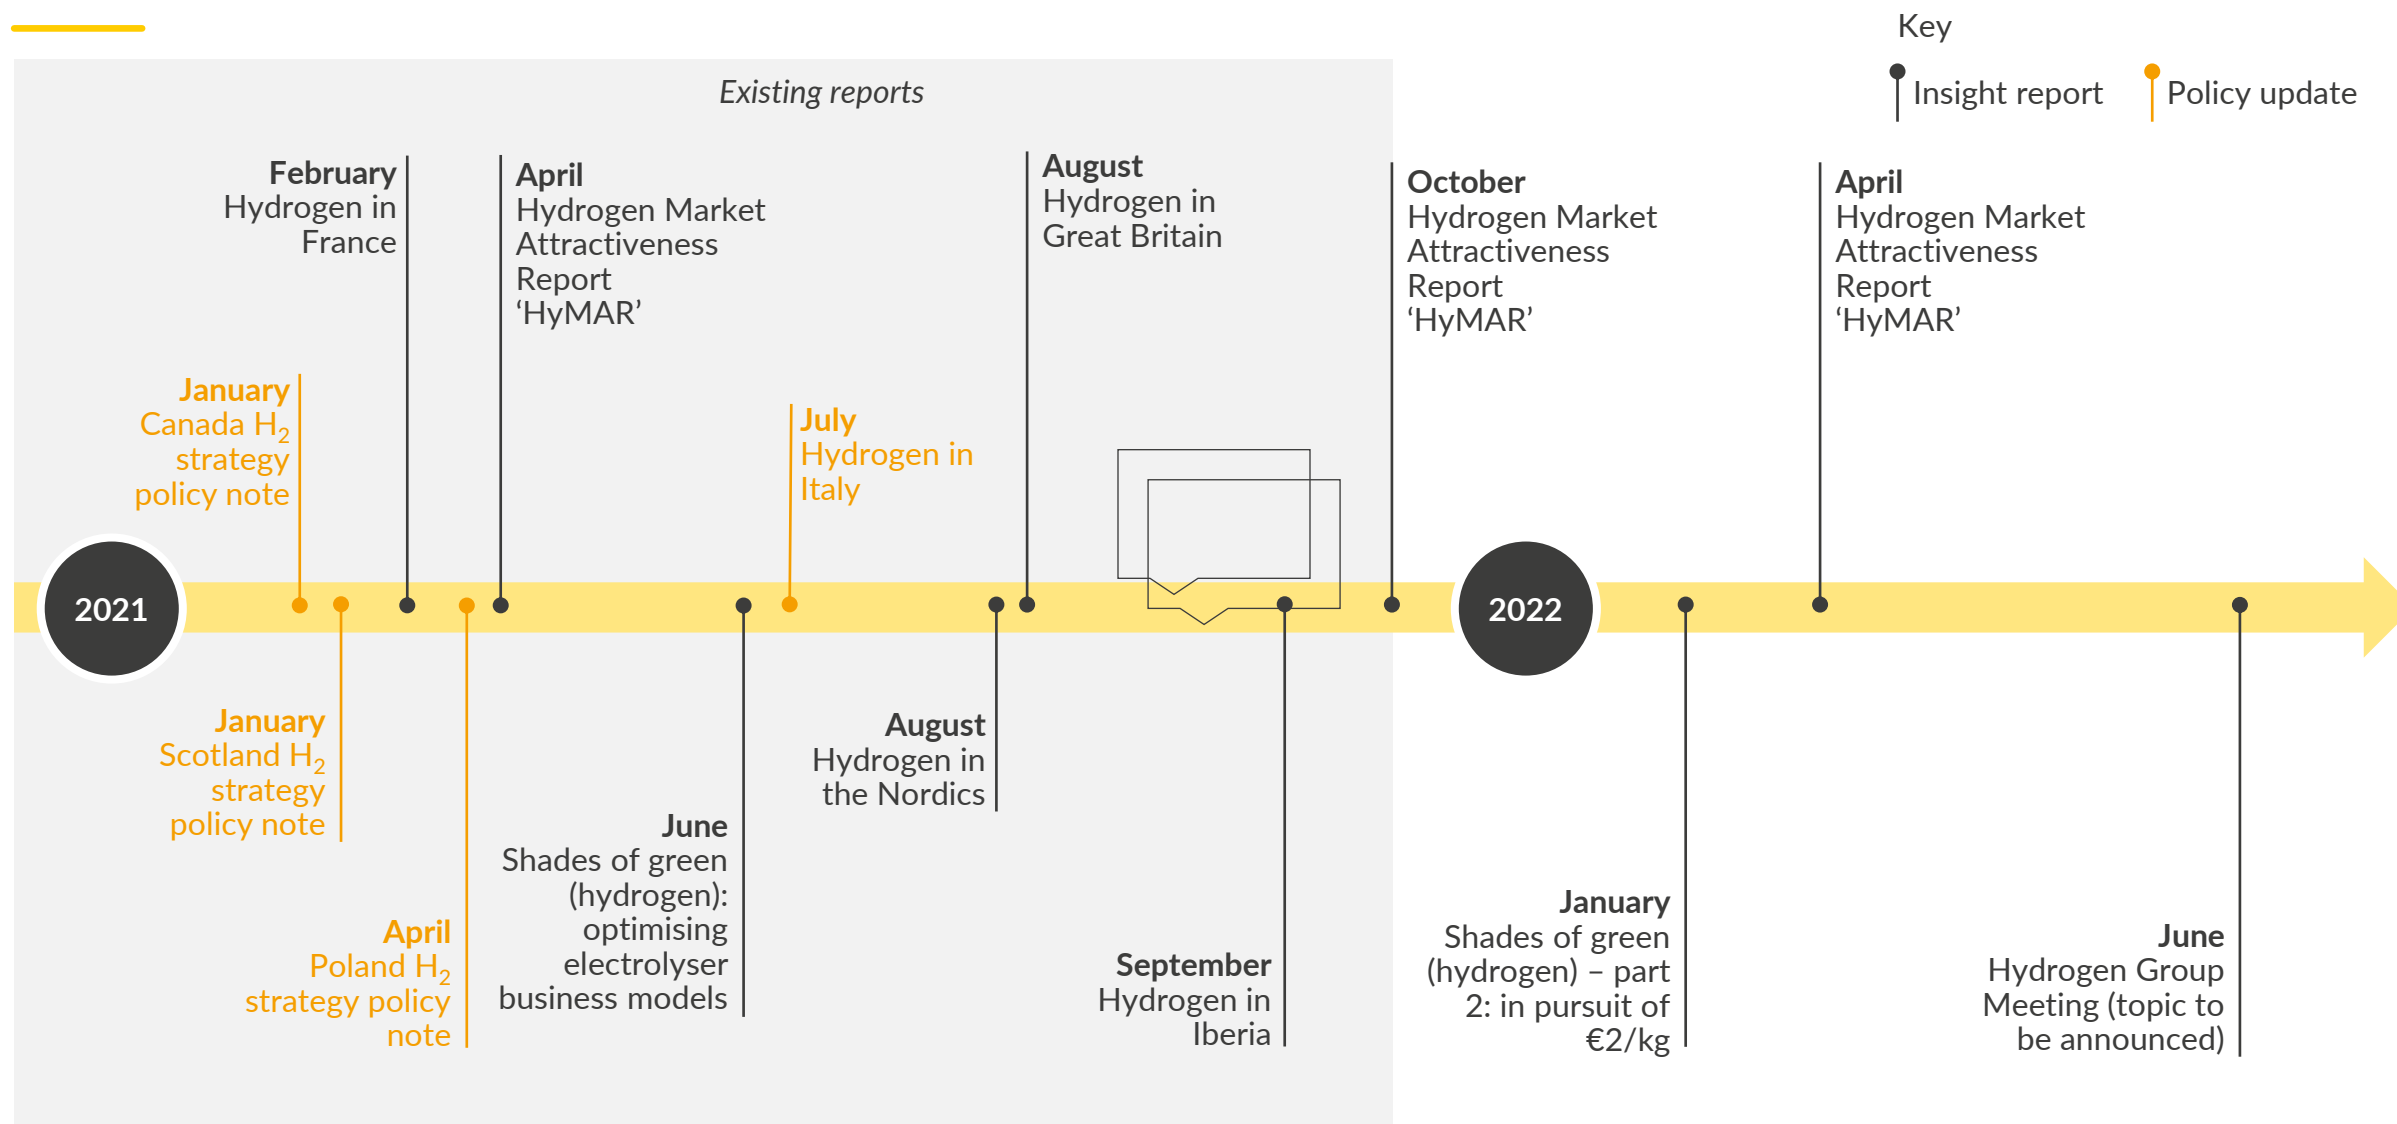 Key
Insight report
Policy update
Existing reports
February
Hydrogen in
France
April
Hydrogen Market
Attractiveness
Report
‘HyMAR’
August
Hydrogen in
Great Britain
October
Hydrogen Market
Attractiveness
Report
‘HyMAR’
April
Hydrogen Market
Attractiveness
Report
‘HyMAR’
January
Canada H₂
strategy
policy note
July
Hydrogen in
Italy
2021
2022
January
Scotland H₂
strategy
policy note
April
Poland H₂
strategy policy
note
June
Shades of green
(hydrogen):
optimising
electrolyser
business models
August
Hydrogen in
the Nordics
September
Hydrogen in
Iberia
January
Shades of green
(hydrogen) – part
2: in pursuit of
€2/kg
June
Hydrogen Group
Meeting (topic to
be announced)